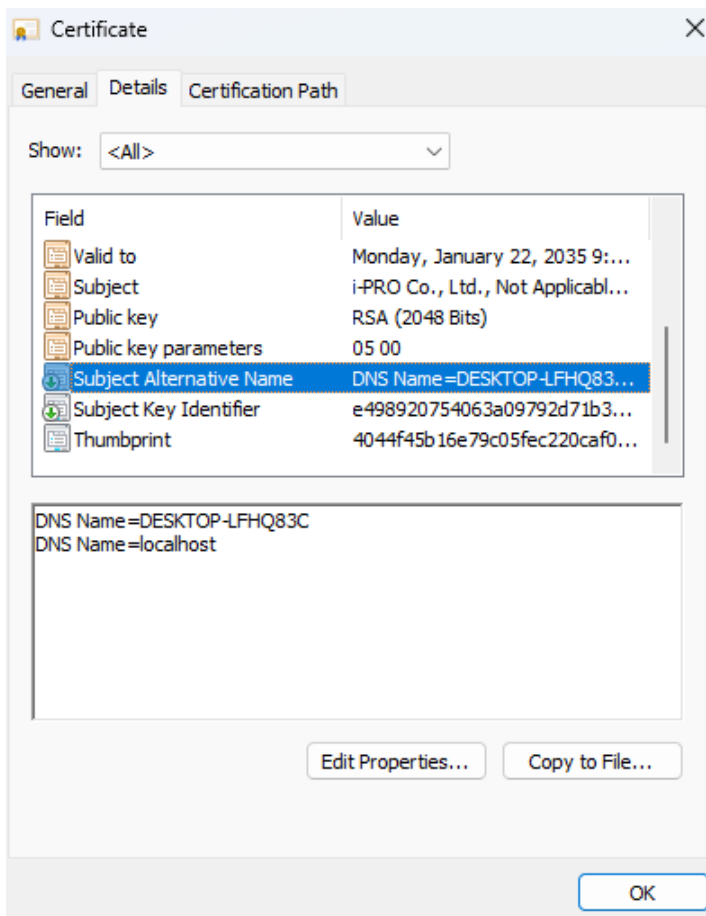 Certificate
General Details Certification Path
Show: <All>
Field Value
Valid to Monday, January 22, 2035 9:...
Subject i-PRO Co., Ltd., Not Applicabl...
Public key RSA (2048 Bits)
Public key parameters 05 00
Subject Alternative Name DNS Name=DESKTOP-LFHQ83...
Subject Key Identifier e498920754063a09792d71b3...
Thumbprint 4044f45b16e79c05fec220caf0...
DNS Name=DESKTOP-LFHQ83C
DNS Name=localhost
Edit Properties... Copy to File...
OK